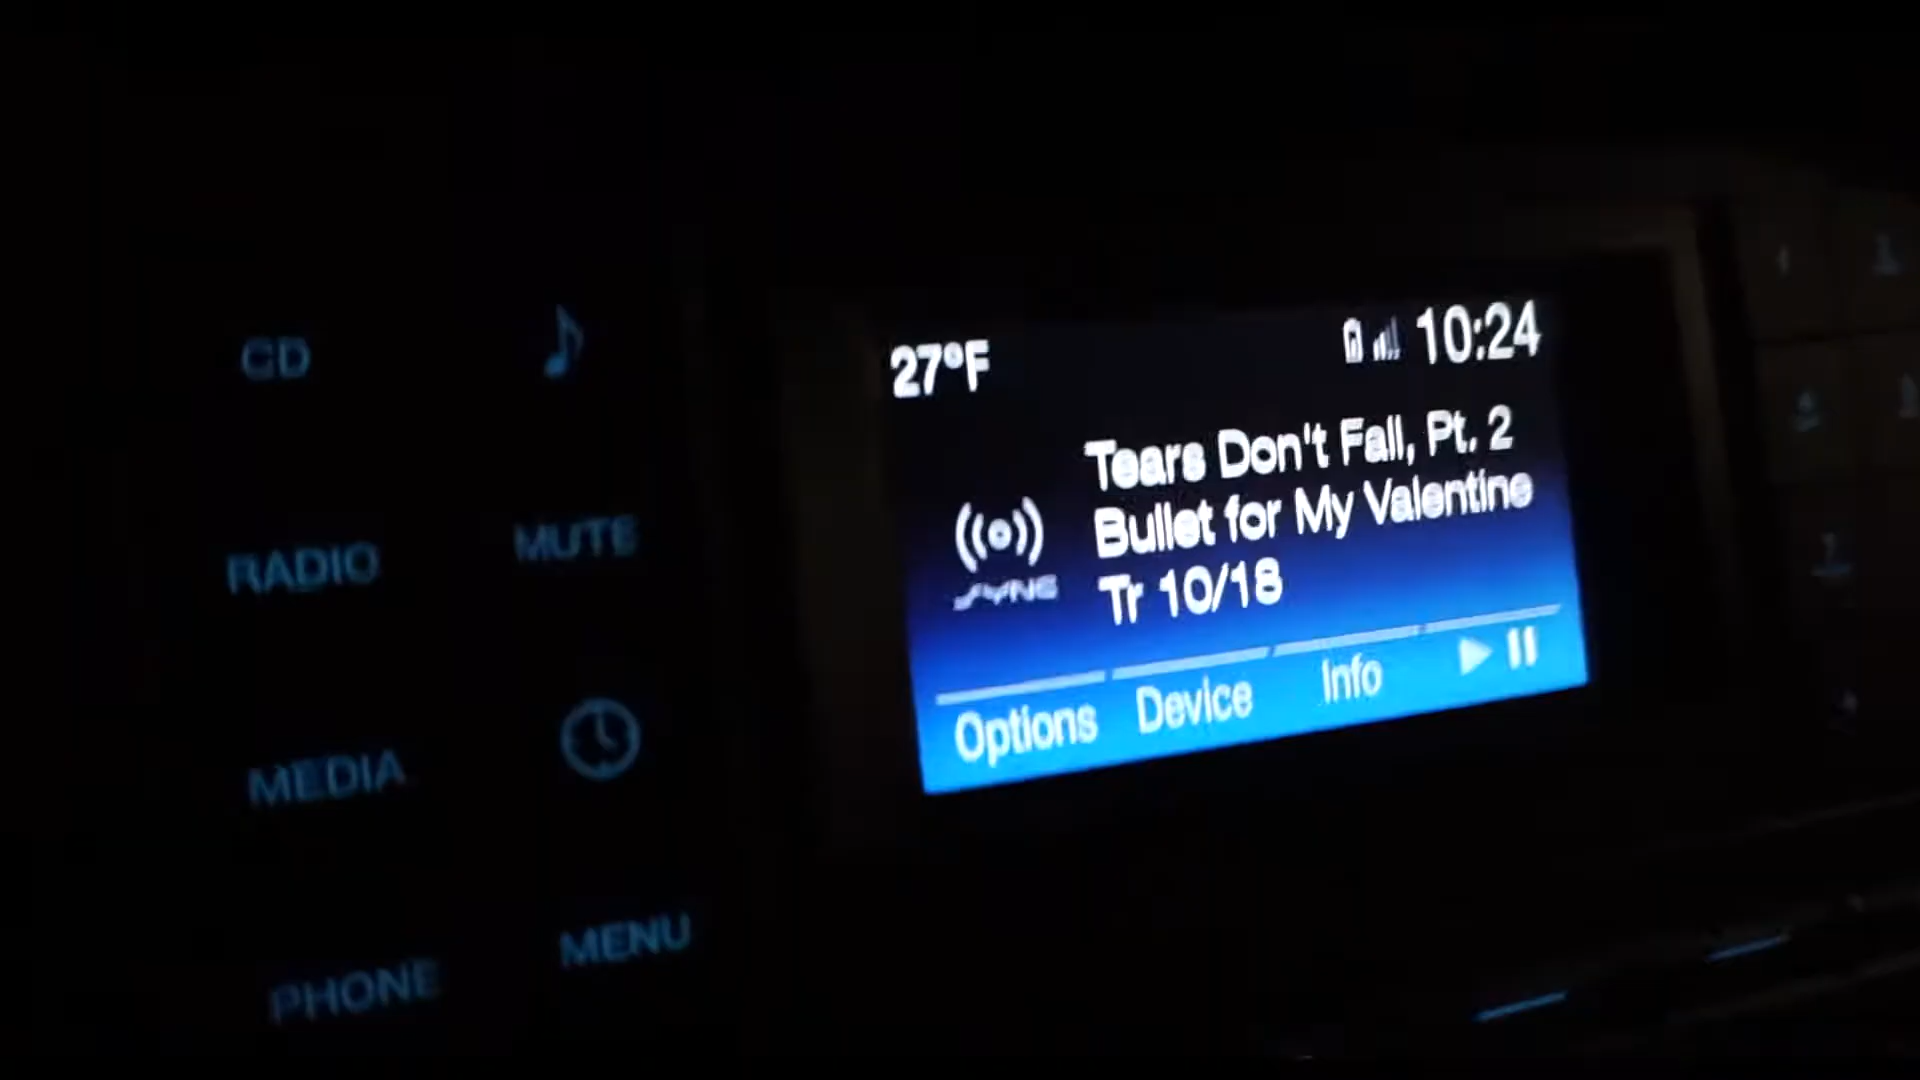 27°F
10:24
Tears Don't Fall, Pt. 2
Bullet for My Valentine
Tr 10/18
SYNC
Options
Device
Info
CD
RADIO
MUTE
MEDIA
PHONE
MENU